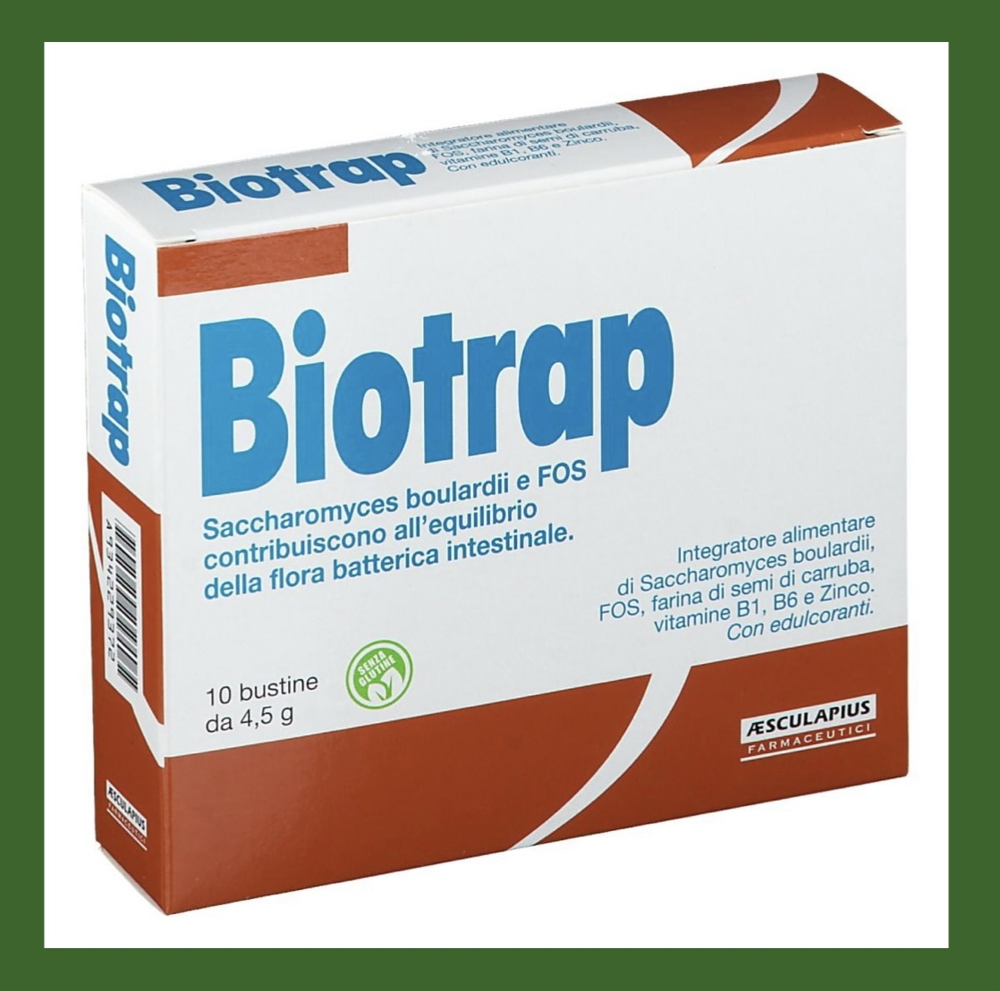 Biotrap
Integratore alimentare
di Saccharomyces boulardii,
FOS, farina di semi di carruba,
vitamine B1, B6 e Zinco.
Con edulcoranti.
Biotrap
A934229372
ÆSCULAPIUS
FARMACEUTICI
Biotrap
Saccharomyces boulardii e FOS
contribuiscono all'equilibrio
della flora batterica intestinale.
Integratore alimentare
di Saccharomyces boulardii,
FOS, farina di semi di carruba,
vitamine B1, B6 e Zinco.
Con edulcoranti.
10 bustine
da 4,5 g
SENZA
GLUTINE
ÆSCULAPIUS
FARMACEUTICI